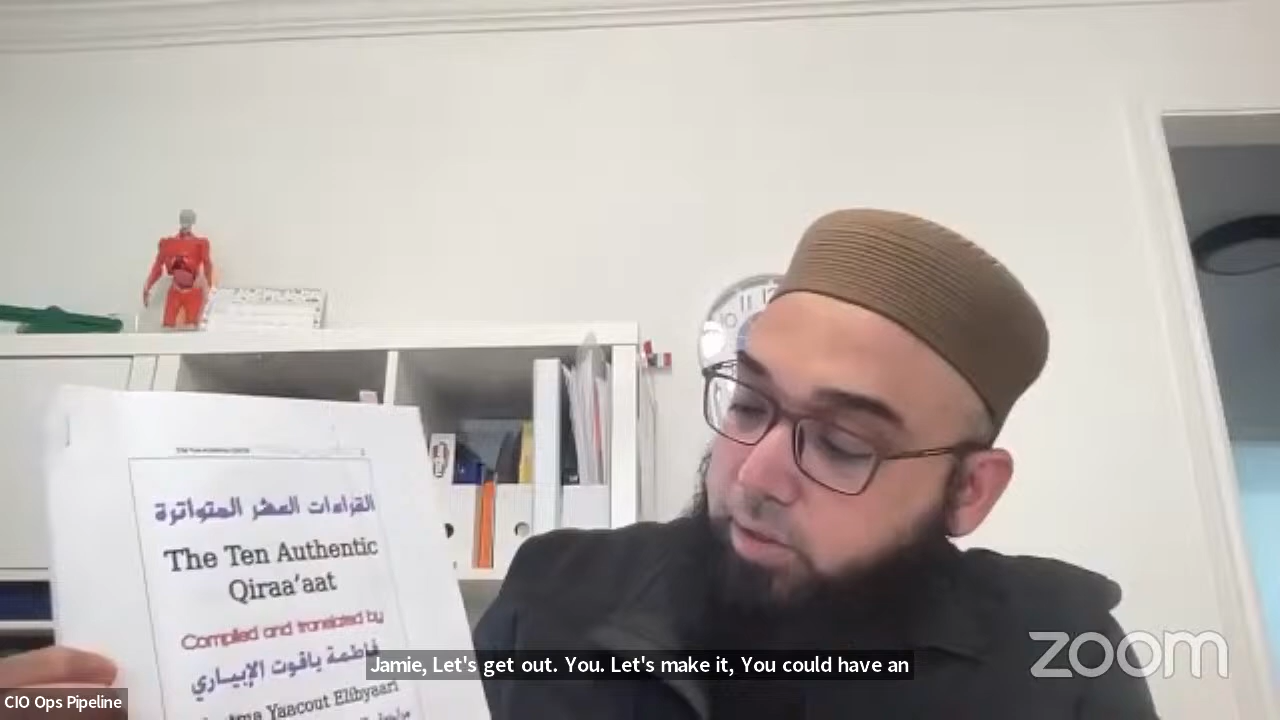 القراءات العشر المتواترة
The Ten Authentic
Qiraa'aat
Compiled and translated by
فاطمة ياقوت الإبياري
Yaacout Elibyaari
Jamie, Let's get out. You. Let's make it, You could have an
CIO Ops Pipeline
zoom